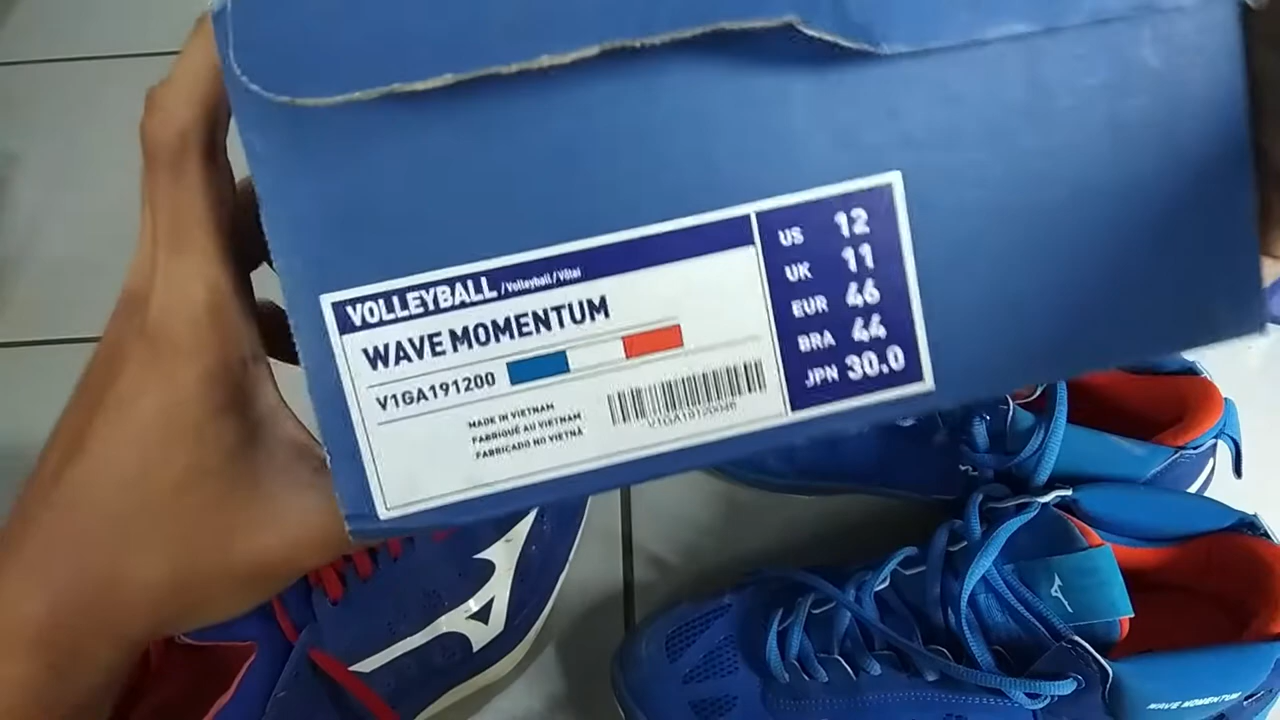 VOLLEYBALL /Volleyball/Vôlei
WAVE MOMENTUM
V1GA191200
MADE IN VIETNAM
FABRIQUÉ AU VIETNAM
FABRICADO NO VIETNÃ
US 12
UK 11
EUR 46
BRA 44
JPN 30.0
WAVE MOMENTUM